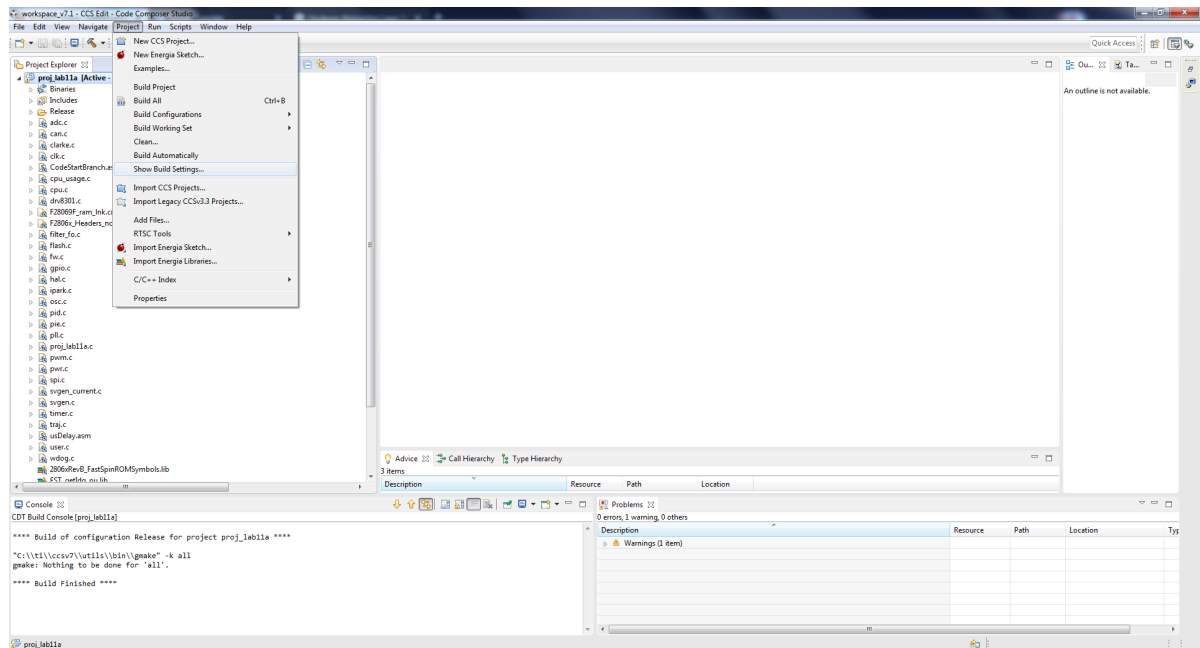 workspace_v7.1 - CCS Edit - Code Composer Studio
File Edit View Navigate Project Run Scripts Window Help
Quick Access
New CCS Project...
New Energia Sketch...
Examples...
Build Project
Build All Ctrl+B
Build Configurations
Build Working Set
Clean...
Build Automatically
Show Build Settings...
Import CCS Projects...
Import Legacy CCSv3.3 Projects...
Add Files...
RTSC Tools
Import Energia Sketch...
Import Energia Libraries...
C/C++ Index
Properties
Project Explorer
proj_lab11a [Active -
Binaries
Includes
Release
adc.c
can.c
clarke.c
clk.c
CodeStartBranch.as
cpu_usage.c
cpu.c
drv8301.c
F28069F_ram_lnk.c
F2806x_Headers_no
filter_fo.c
flash.c
fw.c
gpio.c
hal.c
ipark.c
osc.c
pid.c
pie.c
pll.c
proj_lab11a.c
pwm.c
pwr.c
spi.c
svgen_current.c
svgen.c
timer.c
traj.c
usDelay.asm
user.c
wdog.c
2806xRevB_FastSpinROMSymbols.lib
Ou... Ta...
An outline is not available.
Advice Call Hierarchy Type Hierarchy
3 items
Description Resource Path Location
Console
CDT Build Console [proj_lab11a]
**** Build of configuration Release for project proj_lab11a ****
"C:\\ti\\ccsv7\\utils\\bin\\gmake" -k all
gmake: Nothing to be done for 'all'.
**** Build Finished ****
Problems
0 errors, 1 warning, 0 others
Description Resource Path Location Typ
Warnings (1 item)
proj_lab11a